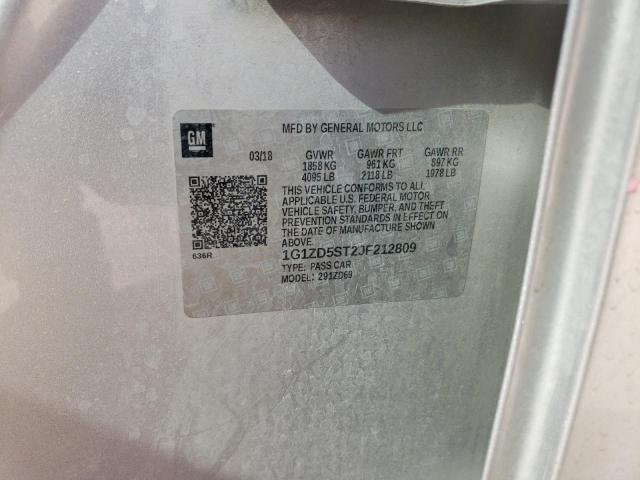 GM
MFD BY GENERAL MOTORS LLC
03/18 GVWR GAWR FRT GAWR RR
1858 KG 961 KG 897 KG
4095 LB 2118 LB 1978 LB
THIS VEHICLE CONFORMS TO ALL
APPLICABLE U.S. FEDERAL MOTOR
VEHICLE SAFETY, BUMPER, AND THEFT
PREVENTION STANDARDS IN EFFECT ON
THE DATE OF MANUFACTURE SHOWN
ABOVE.
636R
1G1ZD5ST2JF212809
TYPE: PASS CAR
MODEL: 291ZD69